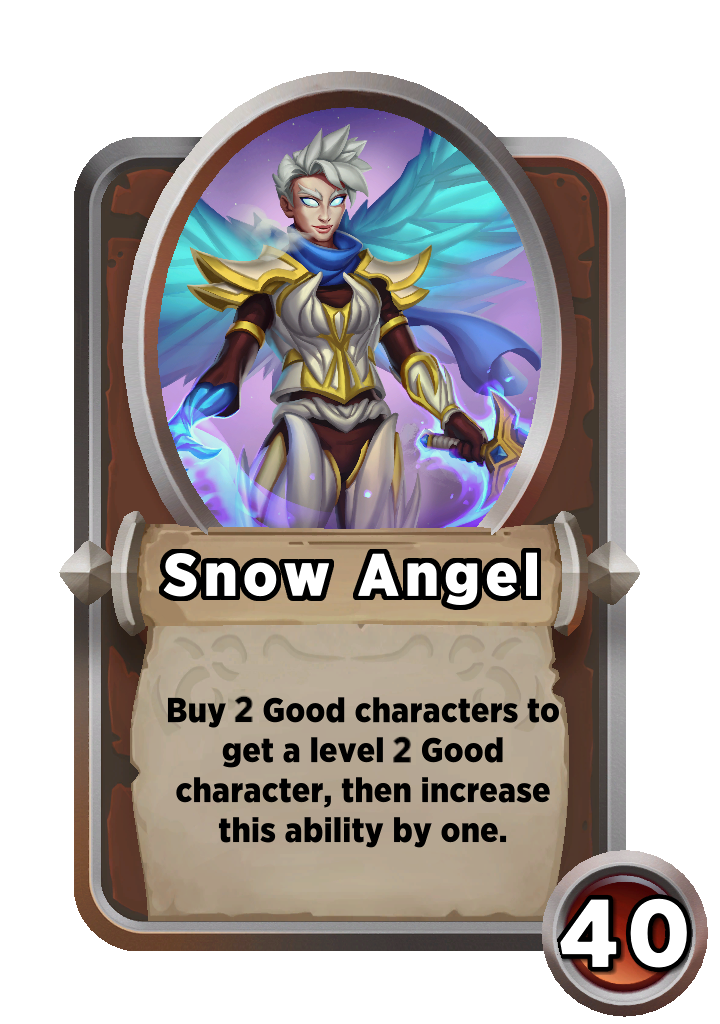 Snow Angel
Buy 2 Good characters to
get a level 2 Good
character, then increase
this ability by one.
40